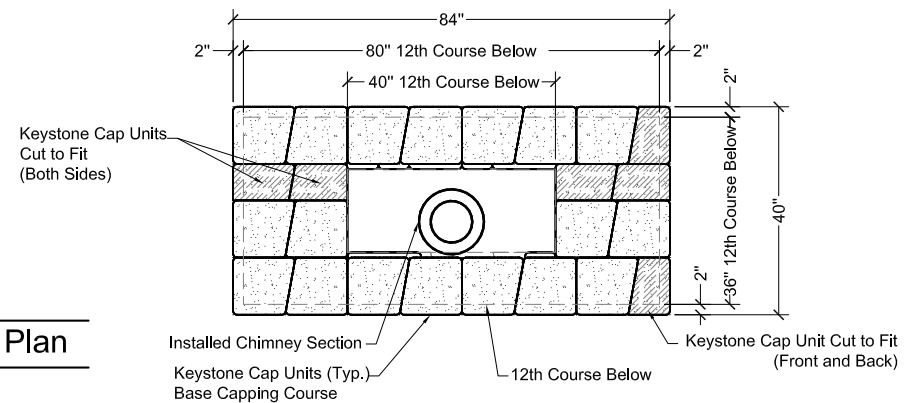 84"
2"
80" 12th Course Below
2"
40" 12th Course Below
2"
Keystone Cap Units
Cut to Fit
(Both Sides)
36" 12th Course Below
40"
2"
Plan
Installed Chimney Section
Keystone Cap Unit Cut to Fit
(Front and Back)
Keystone Cap Units (Typ.)
Base Capping Course
12th Course Below